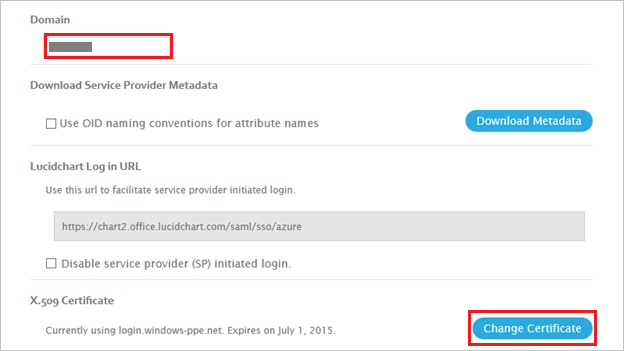 Domain
Download Service Provider Metadata
Use OID naming conventions for attribute names
Download Metadata
Lucidchart Log in URL
Use this url to facilitate service provider initiated login.
https://chart2.office.lucidchart.com/saml/sso/azure
Disable service provider (SP) initiated login.
X.509 Certificate
Currently using login.windows-ppe.net. Expires on July 1, 2015.
Change Certificate